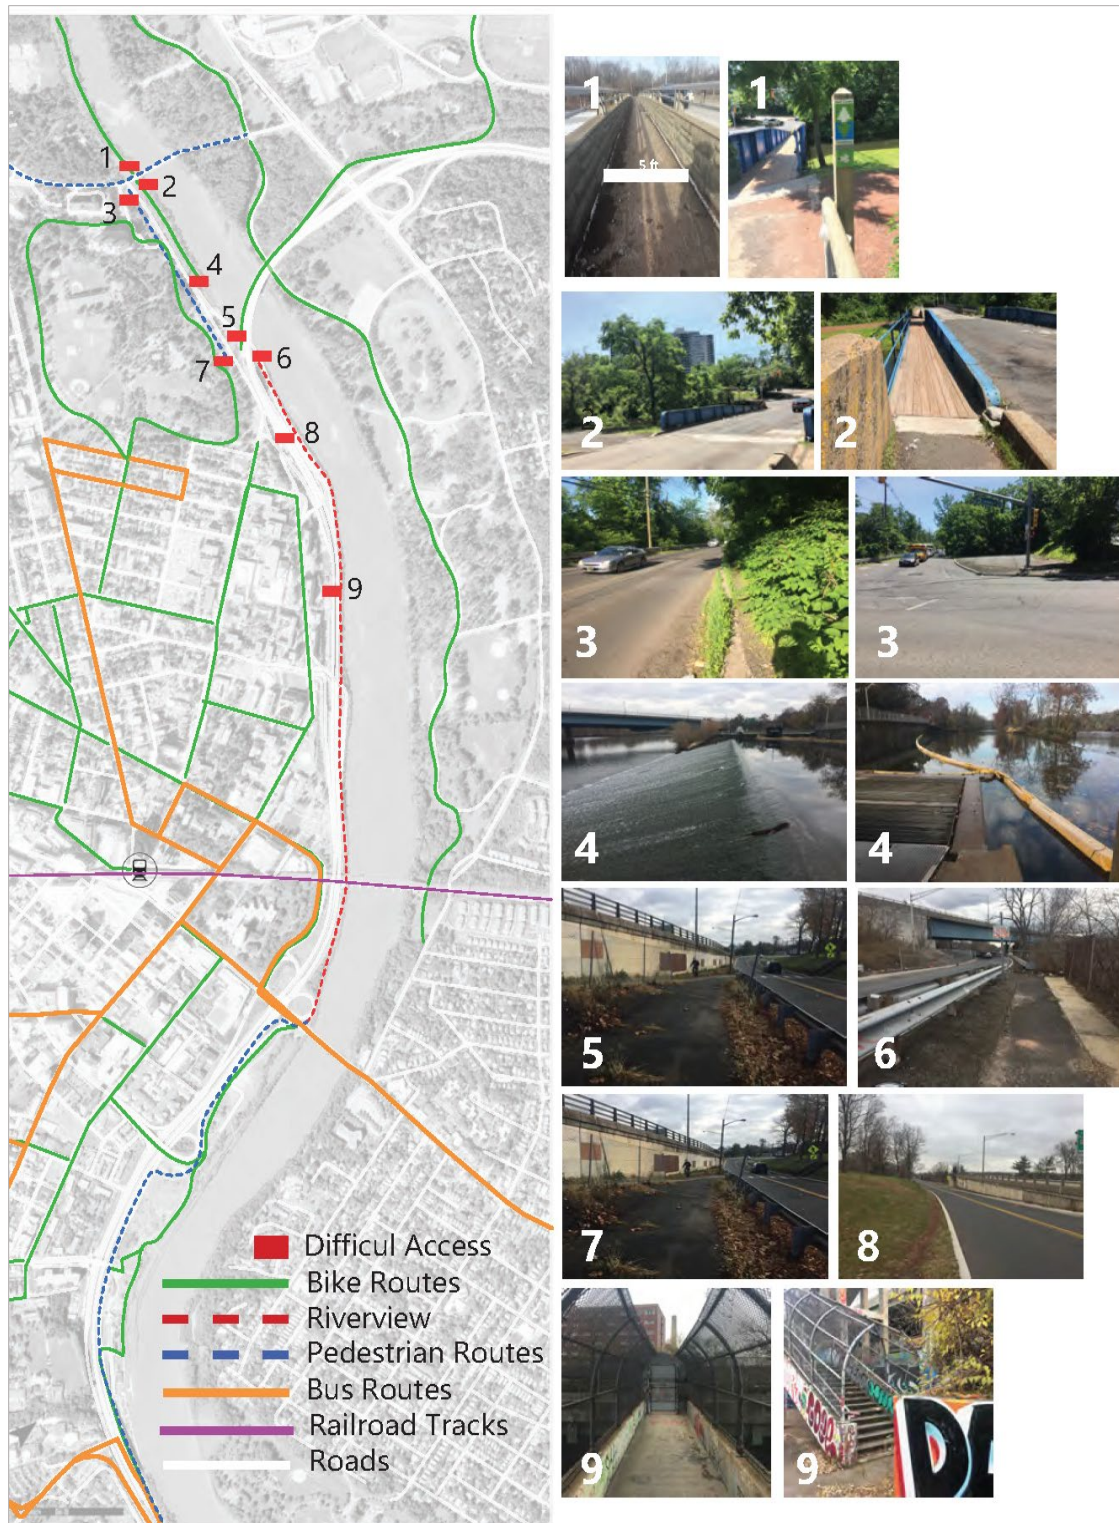 1
2
3
4
5
6
7
8
9
Difficul Access
Bike Routes
Riverview
Pedestrian Routes
Bus Routes
Railroad Tracks
Roads
1
5 ft
1
2
2
3
3
4
4
5
6
7
8
9
9